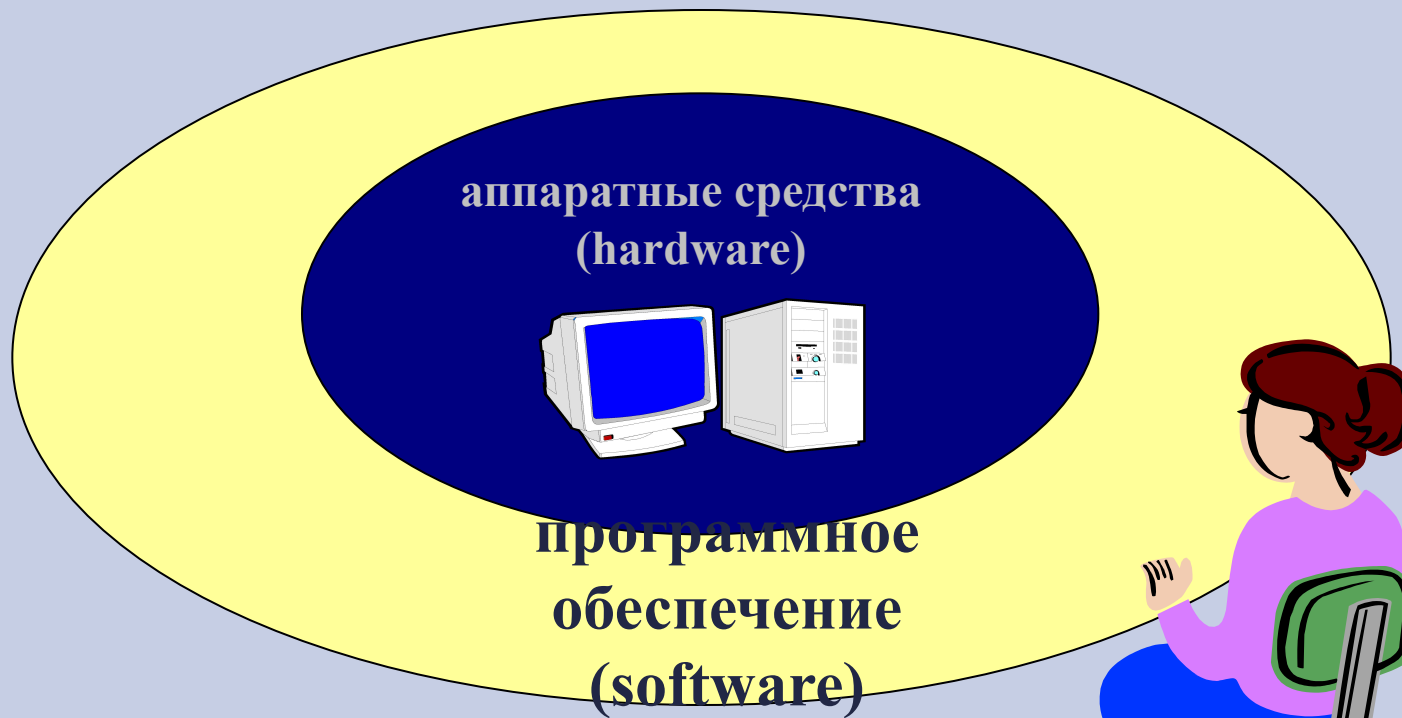 аппаратные средства
(hardware)
программное
обеспечение
(software)